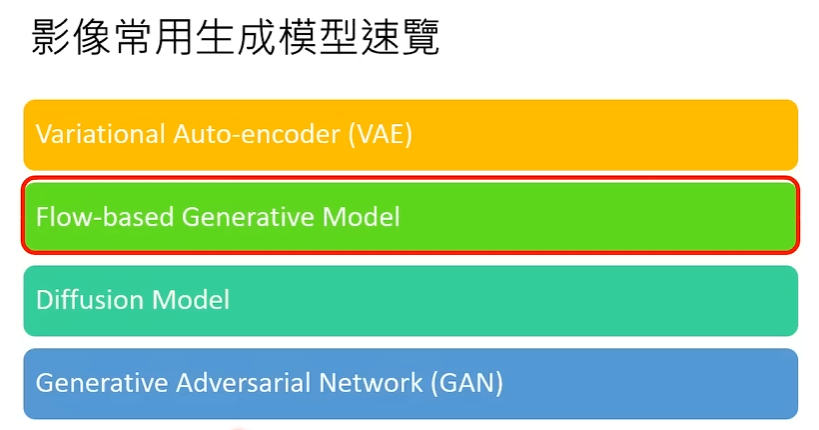 影像常用生成模型速覽
Variational Auto-encoder (VAE)
Flow-based Generative Model
Diffusion Model
Generative Adversarial Network (GAN)